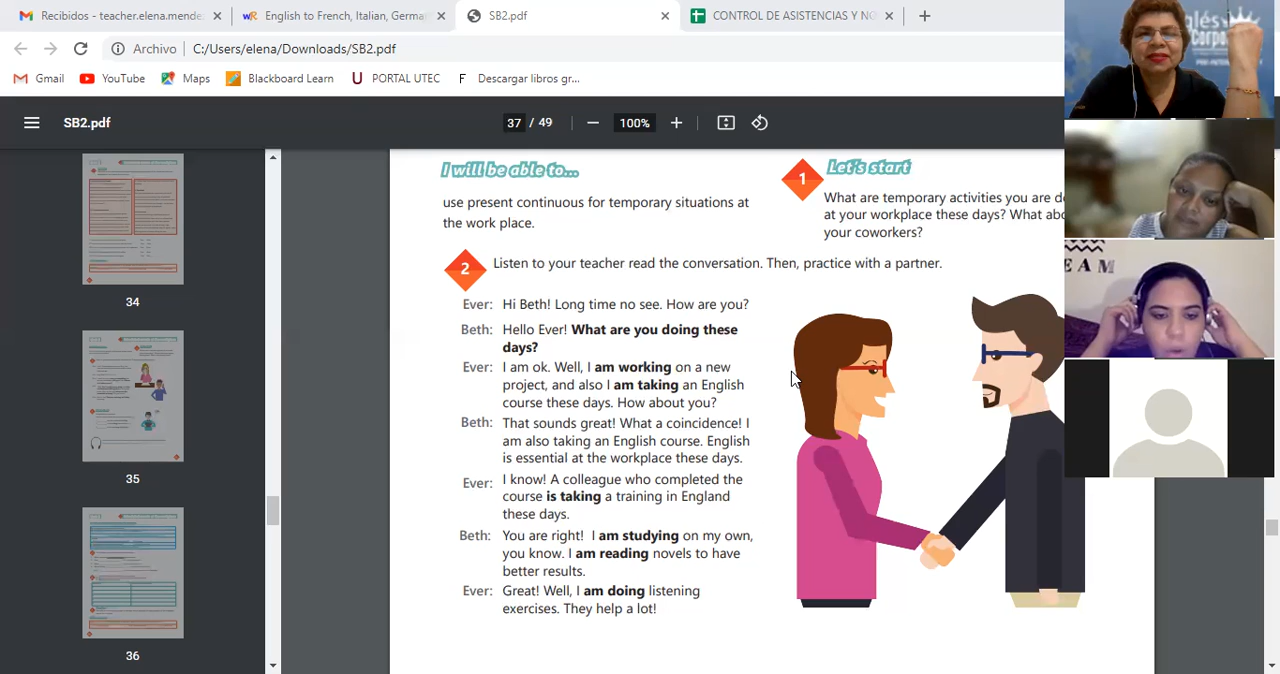 Recibidos - teacher.elena.mende
English to French, Italian, Germa
SB2.pdf
CONTROL DE ASISTENCIAS Y NO
Archivo
C:/Users/elena/Downloads/SB2.pdf
Gmail
YouTube
Maps
Blackboard Learn
PORTAL UTEC
Descargar libros gr...
SB2.pdf
37 / 49
100%
34
35
36
I will be able to...
use present continuous for temporary situations at
the work place.
1
Let's start
What are temporary activities you are d
at your workplace these days? What abo
your coworkers?
2
Listen to your teacher read the conversation. Then, practice with a partner.
Ever: Hi Beth! Long time no see. How are you?
Beth: Hello Ever! What are you doing these
days?
Ever: I am ok. Well, I am working on a new
project, and also I am taking an English
course these days. How about you?
Beth: That sounds great! What a coincidence! I
am also taking an English course. English
is essential at the workplace these days.
Ever: I know! A colleague who completed the
course is taking a training in England
these days.
Beth: You are right! I am studying on my own,
you know. I am reading novels to have
better results.
Ever: Great! Well, I am doing listening
exercises. They help a lot!
glés
Corpo
EAM